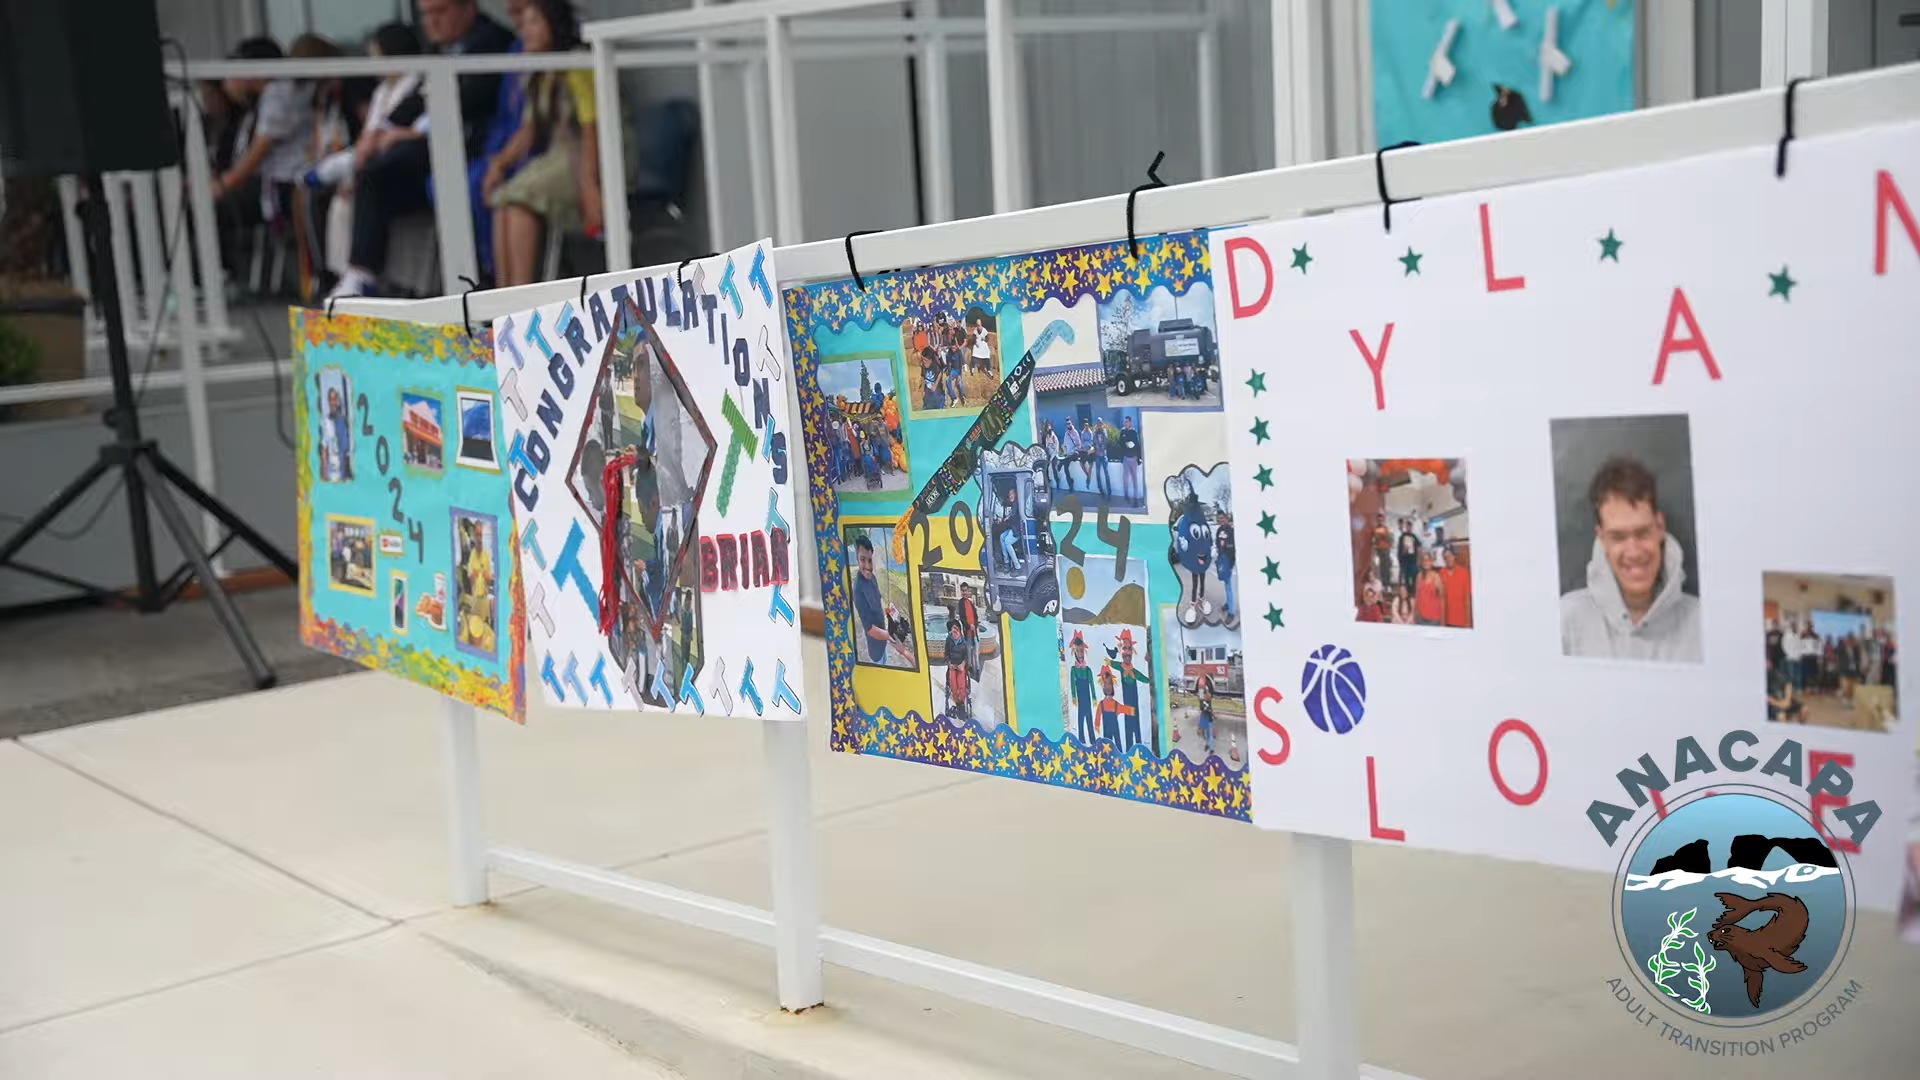 2024
CONGRATULATIONS
BRIAN
2024
DYLAN
SLO
ANACAPA
ADULT TRANSITION PROGRAM